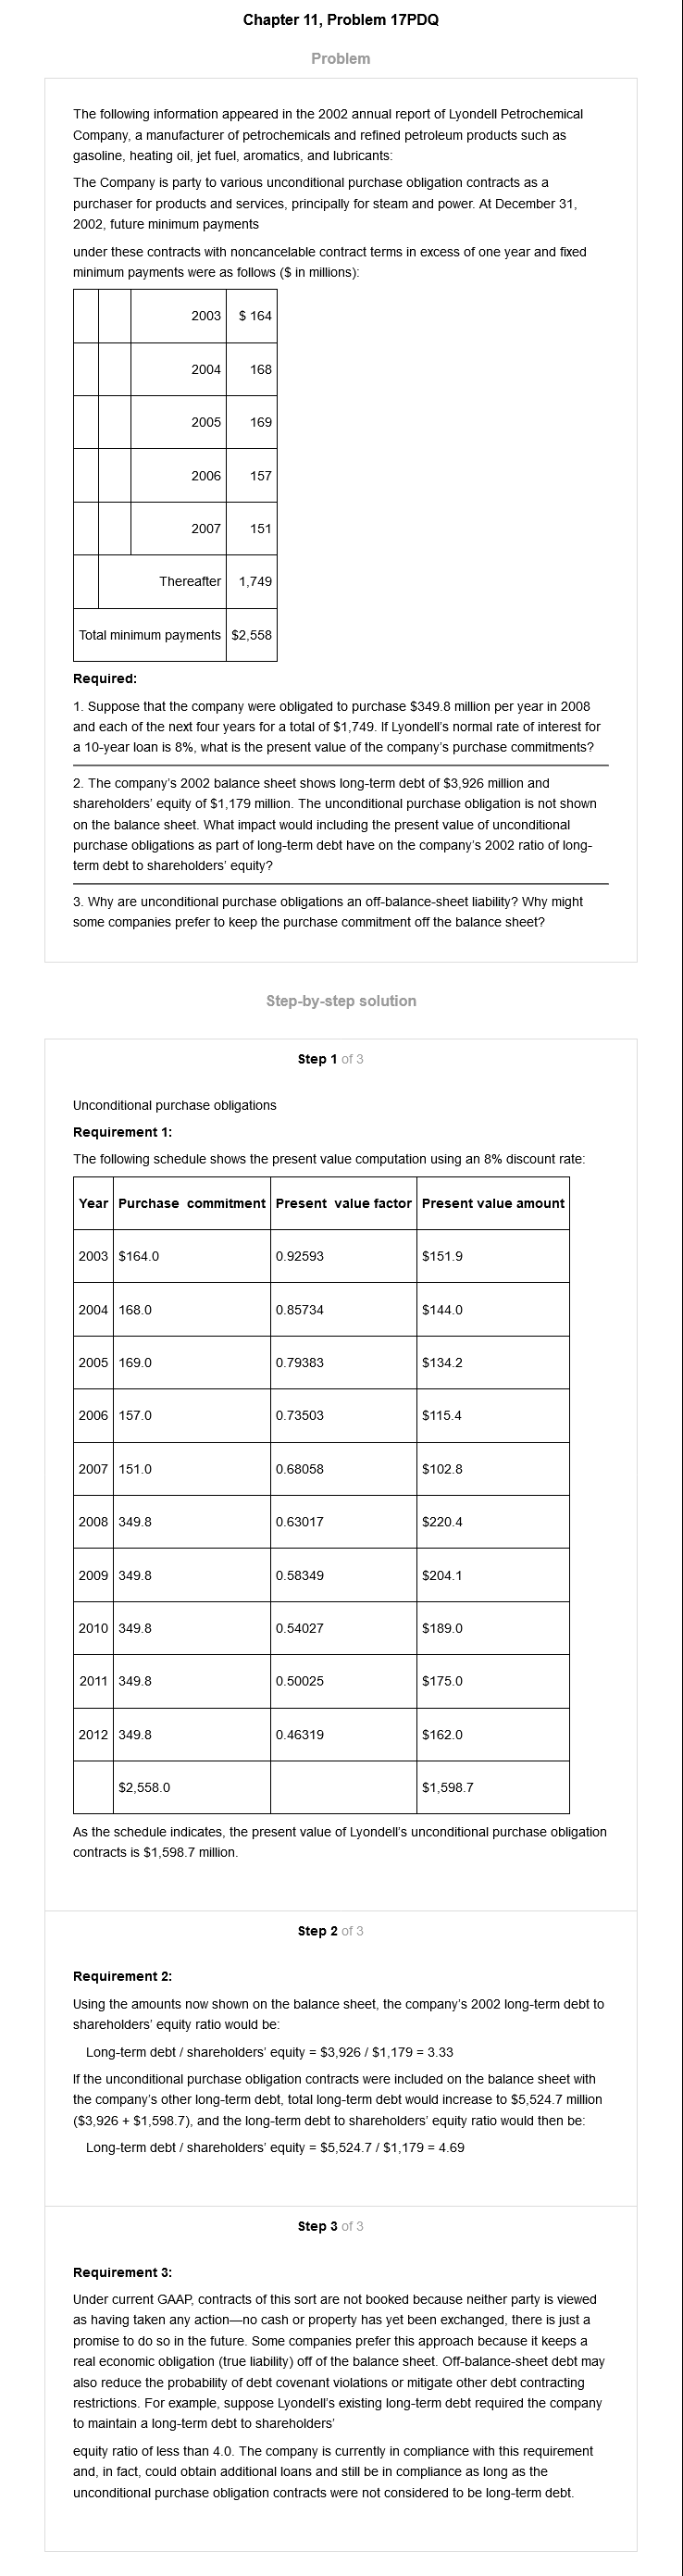 Chapter 11, Problem 17PDQ
Problem
The following information appeared in the 2002 annual report of Lyondell Petrochemical
Company, a manufacturer of petrochemicals and refined petroleum products such as
gasoline, heating oil, jet fuel, aromatics, and lubricants:
The Company is party to various unconditional purchase obligation contracts as a
purchaser for products and services, principally for steam and power. At December 31,
2002, future minimum payments
under these contracts with noncancelable contract terms in excess of one year and fixed
minimum payments were as follows ($ in millions):
2003 $ 164
2004 168
2005 169
2006 157
2007 151
Thereafter 1,749
Total minimum payments $2,558
Required:
1. Suppose that the company were obligated to purchase $349.8 million per year in 2008
and each of the next four years for a total of $1,749. If Lyondell's normal rate of interest for
a 10-year loan is 8%, what is the present value of the company's purchase commitments?
2. The company's 2002 balance sheet shows long-term debt of $3,926 million and
shareholders' equity of $1,179 million. The unconditional purchase obligation is not shown
on the balance sheet. What impact would including the present value of unconditional
purchase obligations as part of long-term debt have on the company's 2002 ratio of long-
term debt to shareholders' equity?
3. Why are unconditional purchase obligations an off-balance-sheet liability? Why might
some companies prefer to keep the purchase commitment off the balance sheet?
Step-by-step solution
Step 1 of 3
Unconditional purchase obligations
Requirement 1:
The following schedule shows the present value computation using an 8% discount rate:
Year Purchase commitment Present value factor Present value amount
2003 $164.0 0.92593 $151.9
2004 168.0 0.85734 $144.0
2005 169.0 0.79383 $134.2
2006 157.0 0.73503 $115.4
2007 151.0 0.68058 $102.8
2008 349.8 0.63017 $220.4
2009 349.8 0.58349 $204.1
2010 349.8 0.54027 $189.0
2011 349.8 0.50025 $175.0
2012 349.8 0.46319 $162.0
$2,558.0 $1,598.7
As the schedule indicates, the present value of Lyondell's unconditional purchase obligation
contracts is $1,598.7 million.
Step 2 of 3
Requirement 2:
Using the amounts now shown on the balance sheet, the company's 2002 long-term debt to
shareholders' equity ratio would be:
Long-term debt / shareholders' equity = $3,926 / $1,179 = 3.33
If the unconditional purchase obligation contracts were included on the balance sheet with
the company's other long-term debt, total long-term debt would increase to $5,524.7 million
($3,926 + $1,598.7), and the long-term debt to shareholders' equity ratio would then be:
Long-term debt / shareholders' equity = $5,524.7 / $1,179 = 4.69
Step 3 of 3
Requirement 3:
Under current GAAP, contracts of this sort are not booked because neither party is viewed
as having taken any action—no cash or property has yet been exchanged, there is just a
promise to do so in the future. Some companies prefer this approach because it keeps a
real economic obligation (true liability) off of the balance sheet. Off-balance-sheet debt may
also reduce the probability of debt covenant violations or mitigate other debt contracting
restrictions. For example, suppose Lyondell's existing long-term debt required the company
to maintain a long-term debt to shareholders'
equity ratio of less than 4.0. The company is currently in compliance with this requirement
and, in fact, could obtain additional loans and still be in compliance as long as the
unconditional purchase obligation contracts were not considered to be long-term debt.